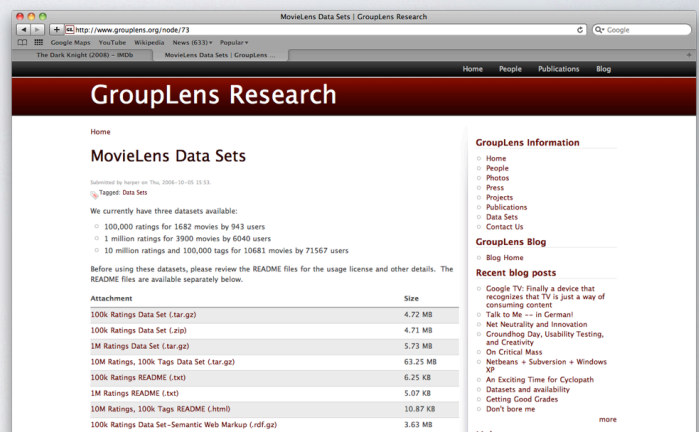 MovieLens Data Sets | GroupLens Research
http://www.grouplens.org/node/73
Google
Google Maps YouTube Wikipedia News (633) Popular
The Dark Knight (2008) – IMDb
MovieLens Data Sets | GroupLens ...
Home People Publications Blog
GroupLens Research
Home
MovieLens Data Sets
Submitted by harper on Thu, 2006-10-05 15:53.
Tagged: Data Sets
We currently have three datasets available:
100,000 ratings for 1682 movies by 943 users
1 million ratings for 3900 movies by 6040 users
10 million ratings and 100,000 tags for 10681 movies by 71567 users
Before using these datasets, please review the README files for the usage license and other details. The
README files are available separately below.
Attachment Size
100k Ratings Data Set (.tar.gz) 4.72 MB
100k Ratings Data Set (.zip) 4.71 MB
1M Ratings Data Set (.tar.gz) 5.73 MB
10M Ratings, 100k Tags Data Set (.tar.gz) 63.25 MB
100k Ratings README (.txt) 6.25 KB
1M Ratings README (.txt) 5.07 KB
10M Ratings, 100k Tags README (.html) 10.87 KB
100k Ratings Data Set-Semantic Web Markup (.rdf.gz) 3.63 MB
GroupLens Information
Home
People
Photos
Press
Projects
Publications
Data Sets
Contact Us
GroupLens Blog
Blog Home
Recent blog posts
Google TV: Finally a device that
recognizes that TV is just a way of
consuming content
Talk to Me -- in German!
Net Neutrality and Innovation
Groundhog Day, Usability Testing,
and Creativity
On Critical Mass
Netbeans + Subversion + Windows
XP
An Exciting Time for Cyclopath
Datasets and availability
Getting Good Grades
Don't bore me
more